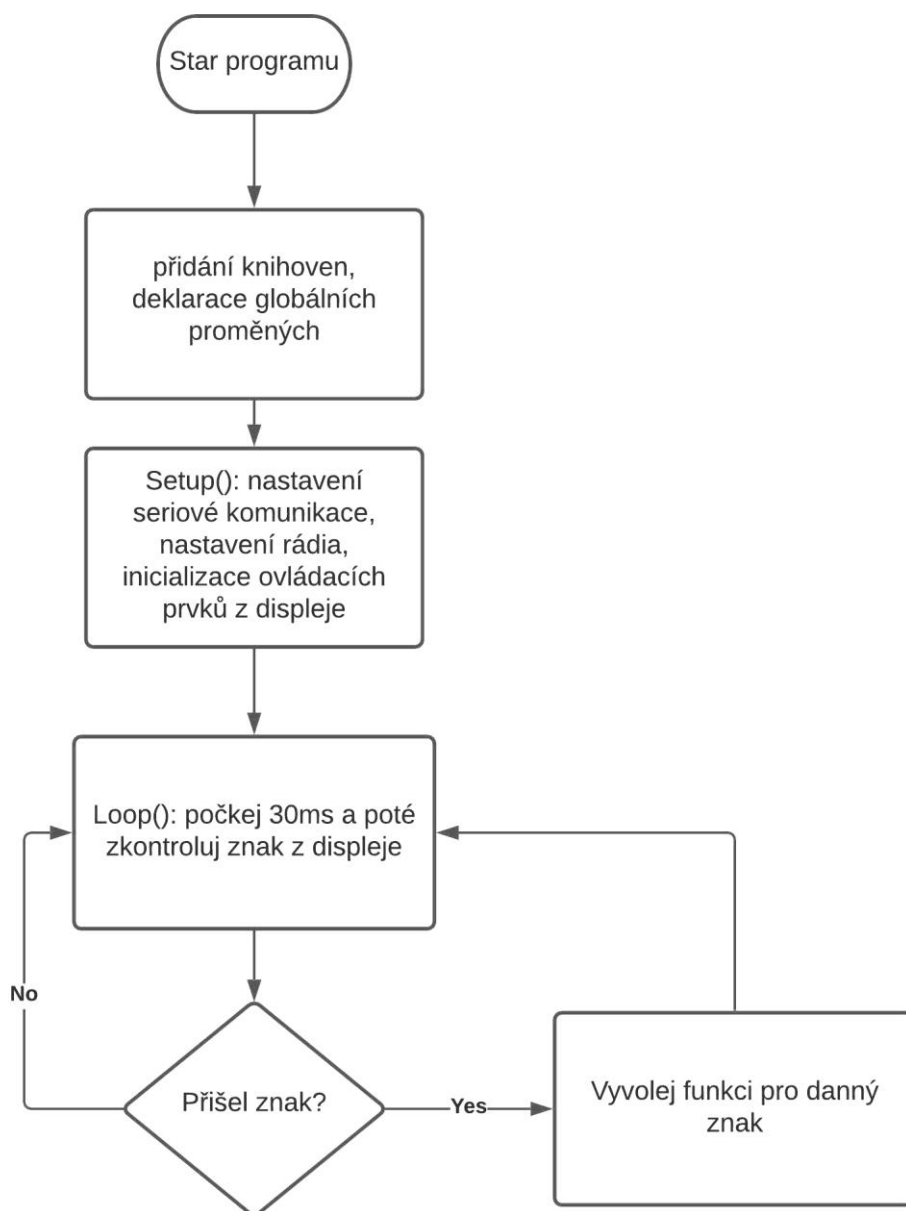 Star programu
přidání knihoven,
deklarace globálních
proměných
Setup(): nastavení
seriové komunikace,
nastavení rádia,
inicializace ovládacích
prvků z displeje
Loop(): počkej 30ms a poté
zkontroluj znak z displeje
No
Přišel znak?
Yes
Vyvolej funkci pro danný
znak